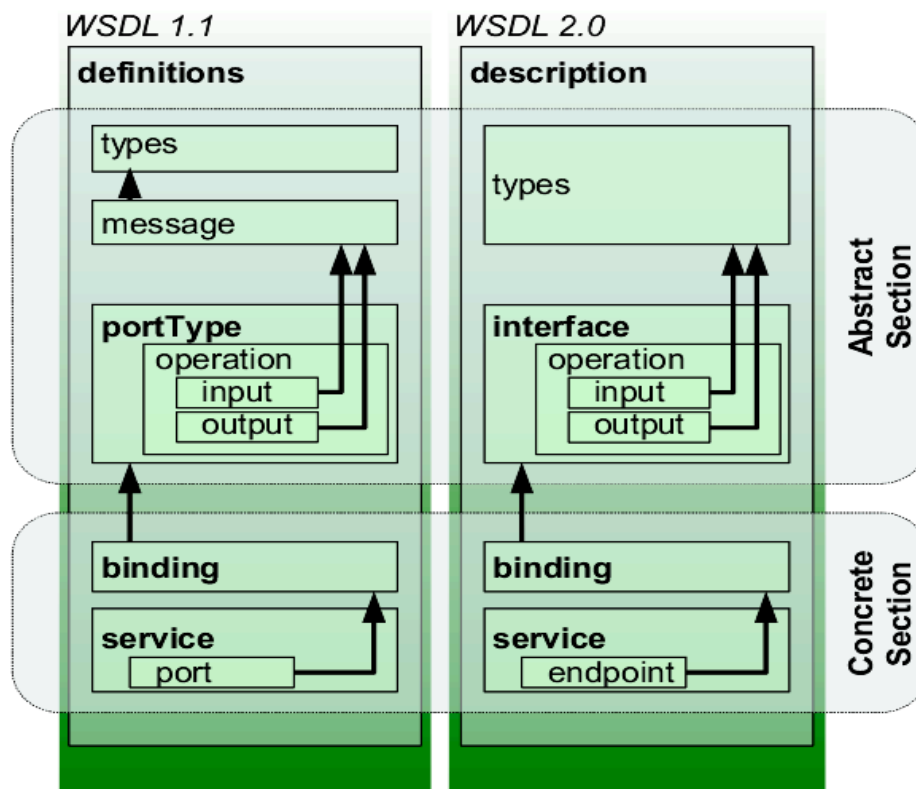 WSDL 1.1
definitions
types
message
portType
operation
input
output
binding
service
port
WSDL 2.0
description
types
interface
operation
input
output
binding
service
endpoint
Abstract
Section
Concrete
Section